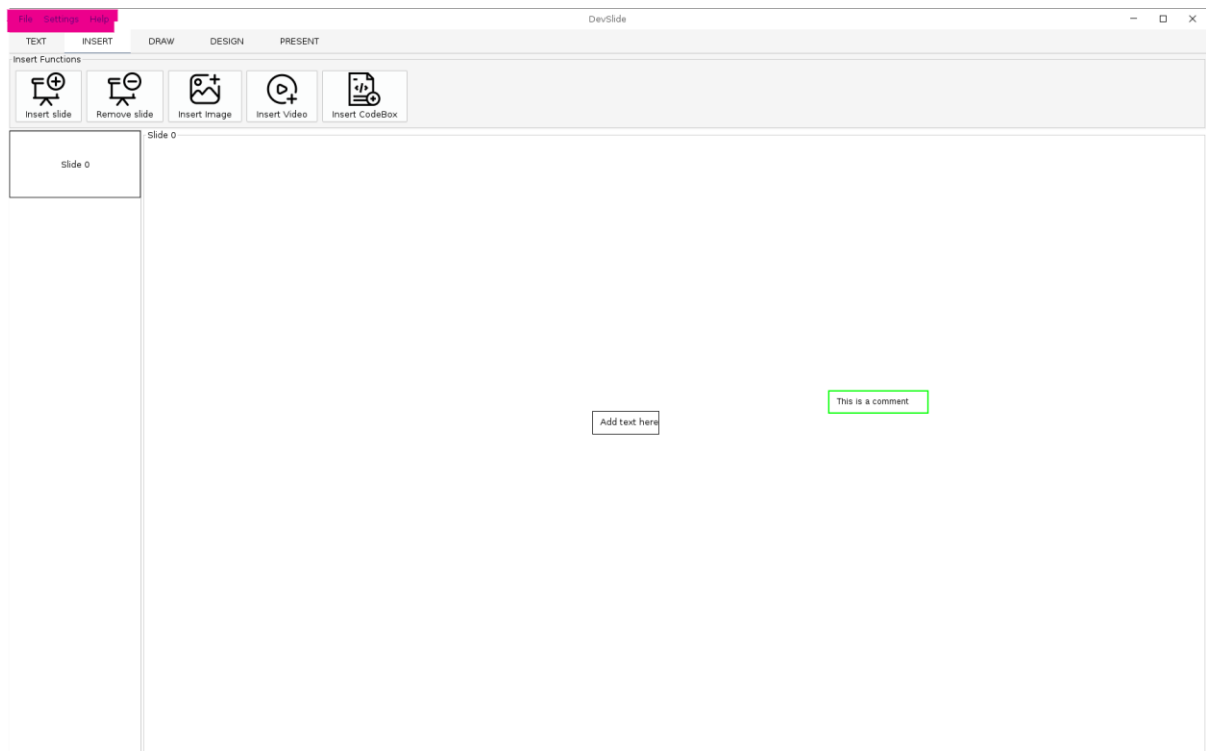 File Settings Help
DevSlide
TEXT INSERT DRAW DESIGN PRESENT
Insert Functions
Insert slide Remove slide Insert Image Insert Video Insert CodeBox
Slide 0
Slide 0
This is a comment
Add text here